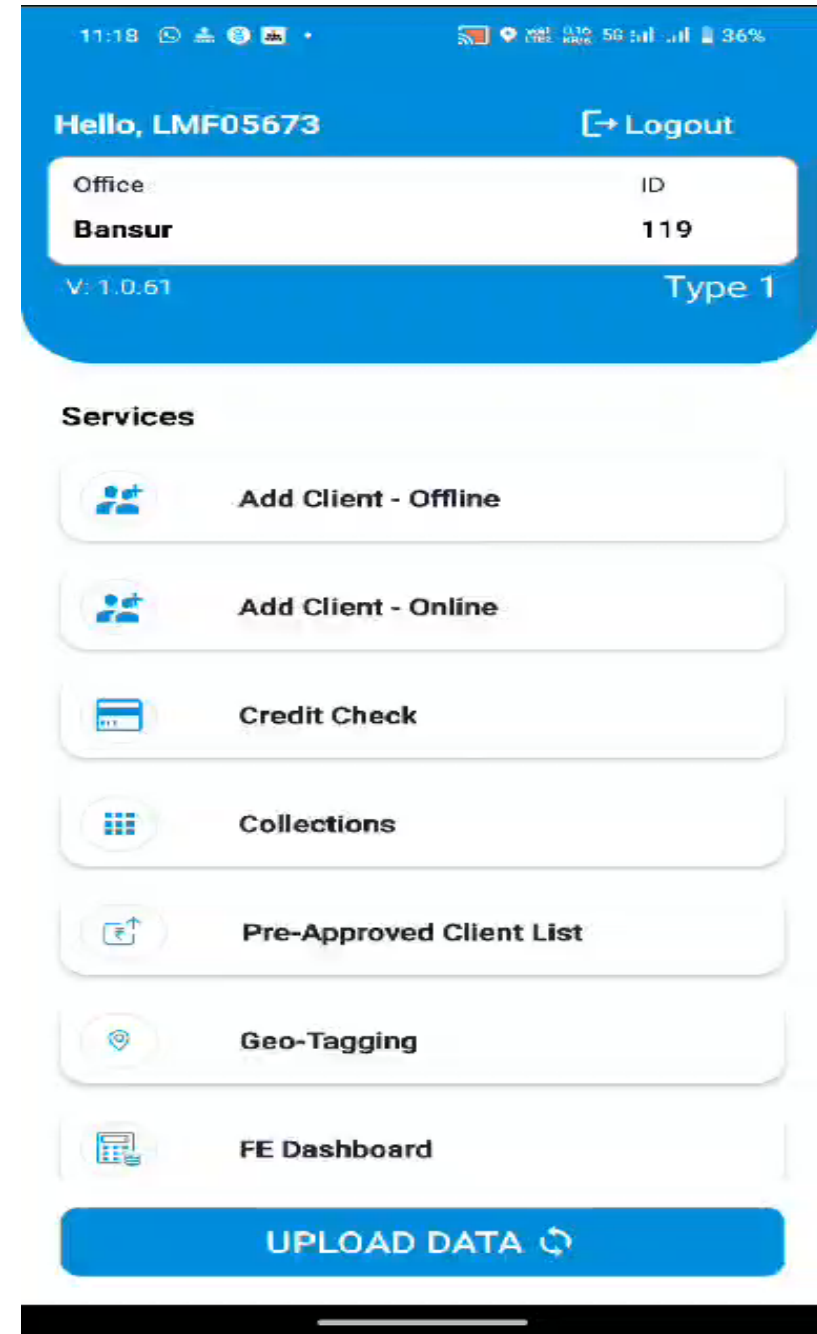 11:18 36%
5G
Hello, LMF05673 Logout
Office ID
Bansur 119
V: 1.0.61 Type 1
Services
Add Client - Offline
Add Client - Online
Credit Check
Collections
Pre-Approved Client List
Geo-Tagging
FE Dashboard
UPLOAD DATA